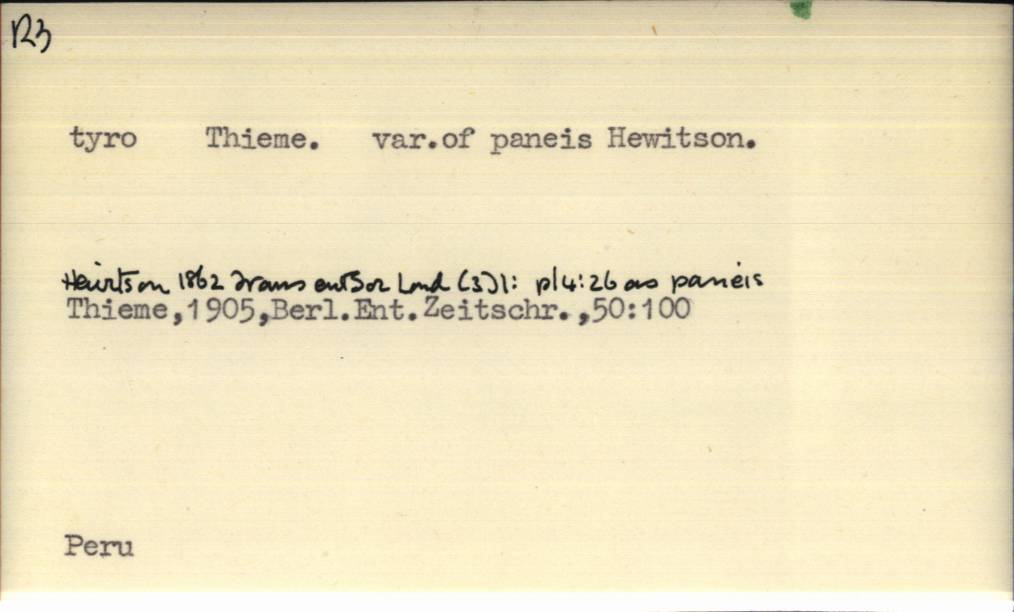 R3
tyro Thieme. var.of paneis Hewitson.
Hewitson 1862 Trans ent Soc Lond (3)1: pl4:26 as paneis
Thieme,1905,Berl.Ent.Zeitschr.,50:100
Peru